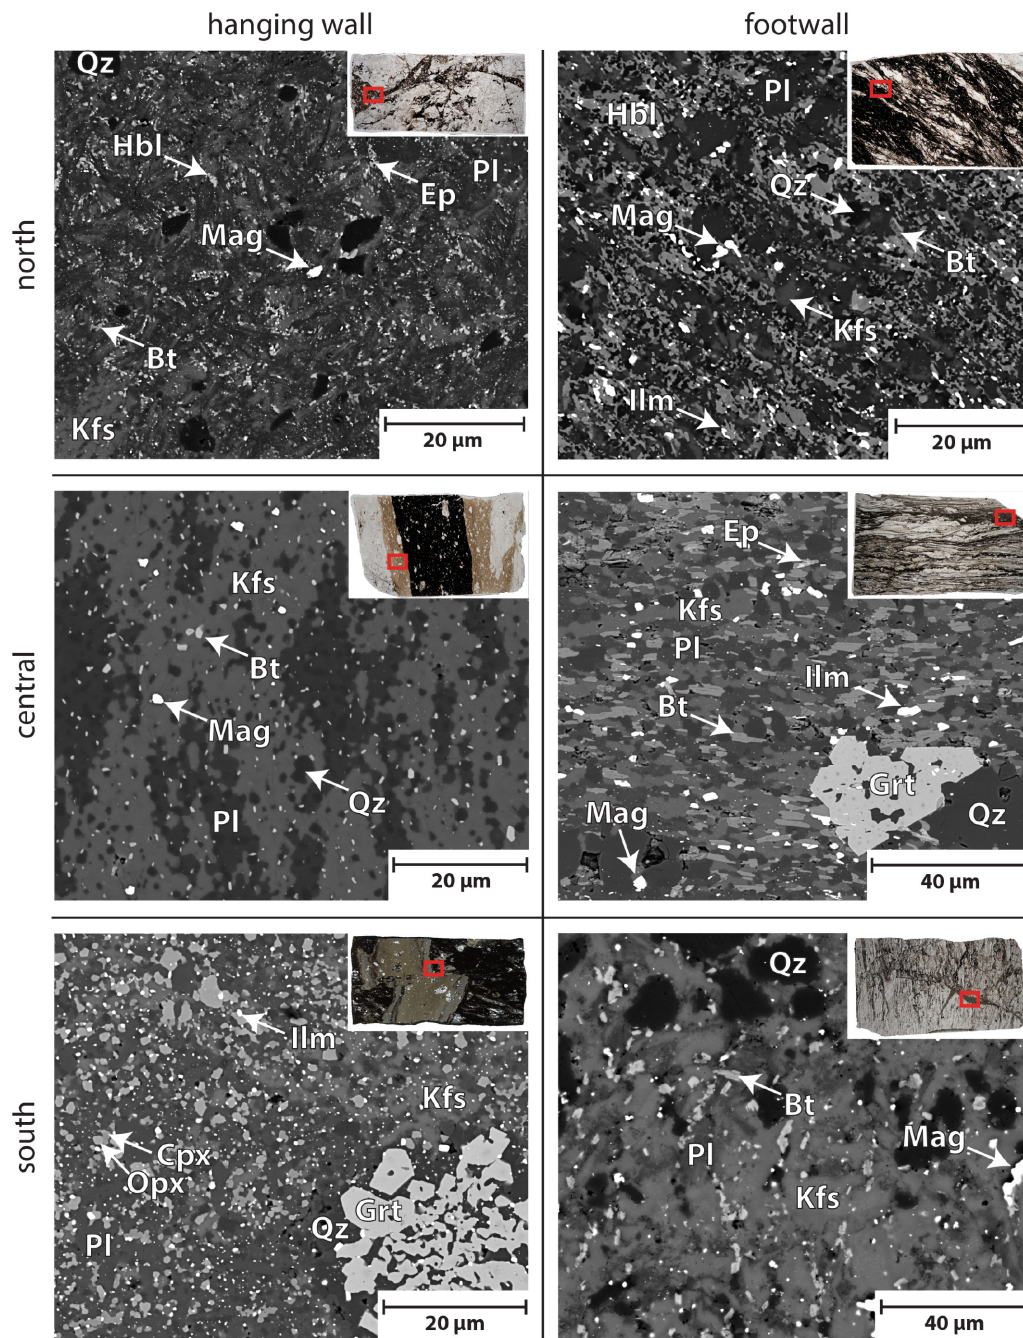 hanging wall
footwall
north
Qz
Hbl
Ep
Pl
Mag
Bt
Kfs
20 µm
Hbl
Pl
Qz
Mag
Bt
Kfs
Ilm
20 µm
central
Kfs
Bt
Mag
Qz
Pl
20 µm
Ep
Kfs
Pl
Ilm
Bt
Grt
Mag
Qz
40 µm
south
Ilm
Kfs
Cpx
Opx
Grt
Qz
Pl
20 µm
Qz
Bt
Mag
Pl
Kfs
40 µm